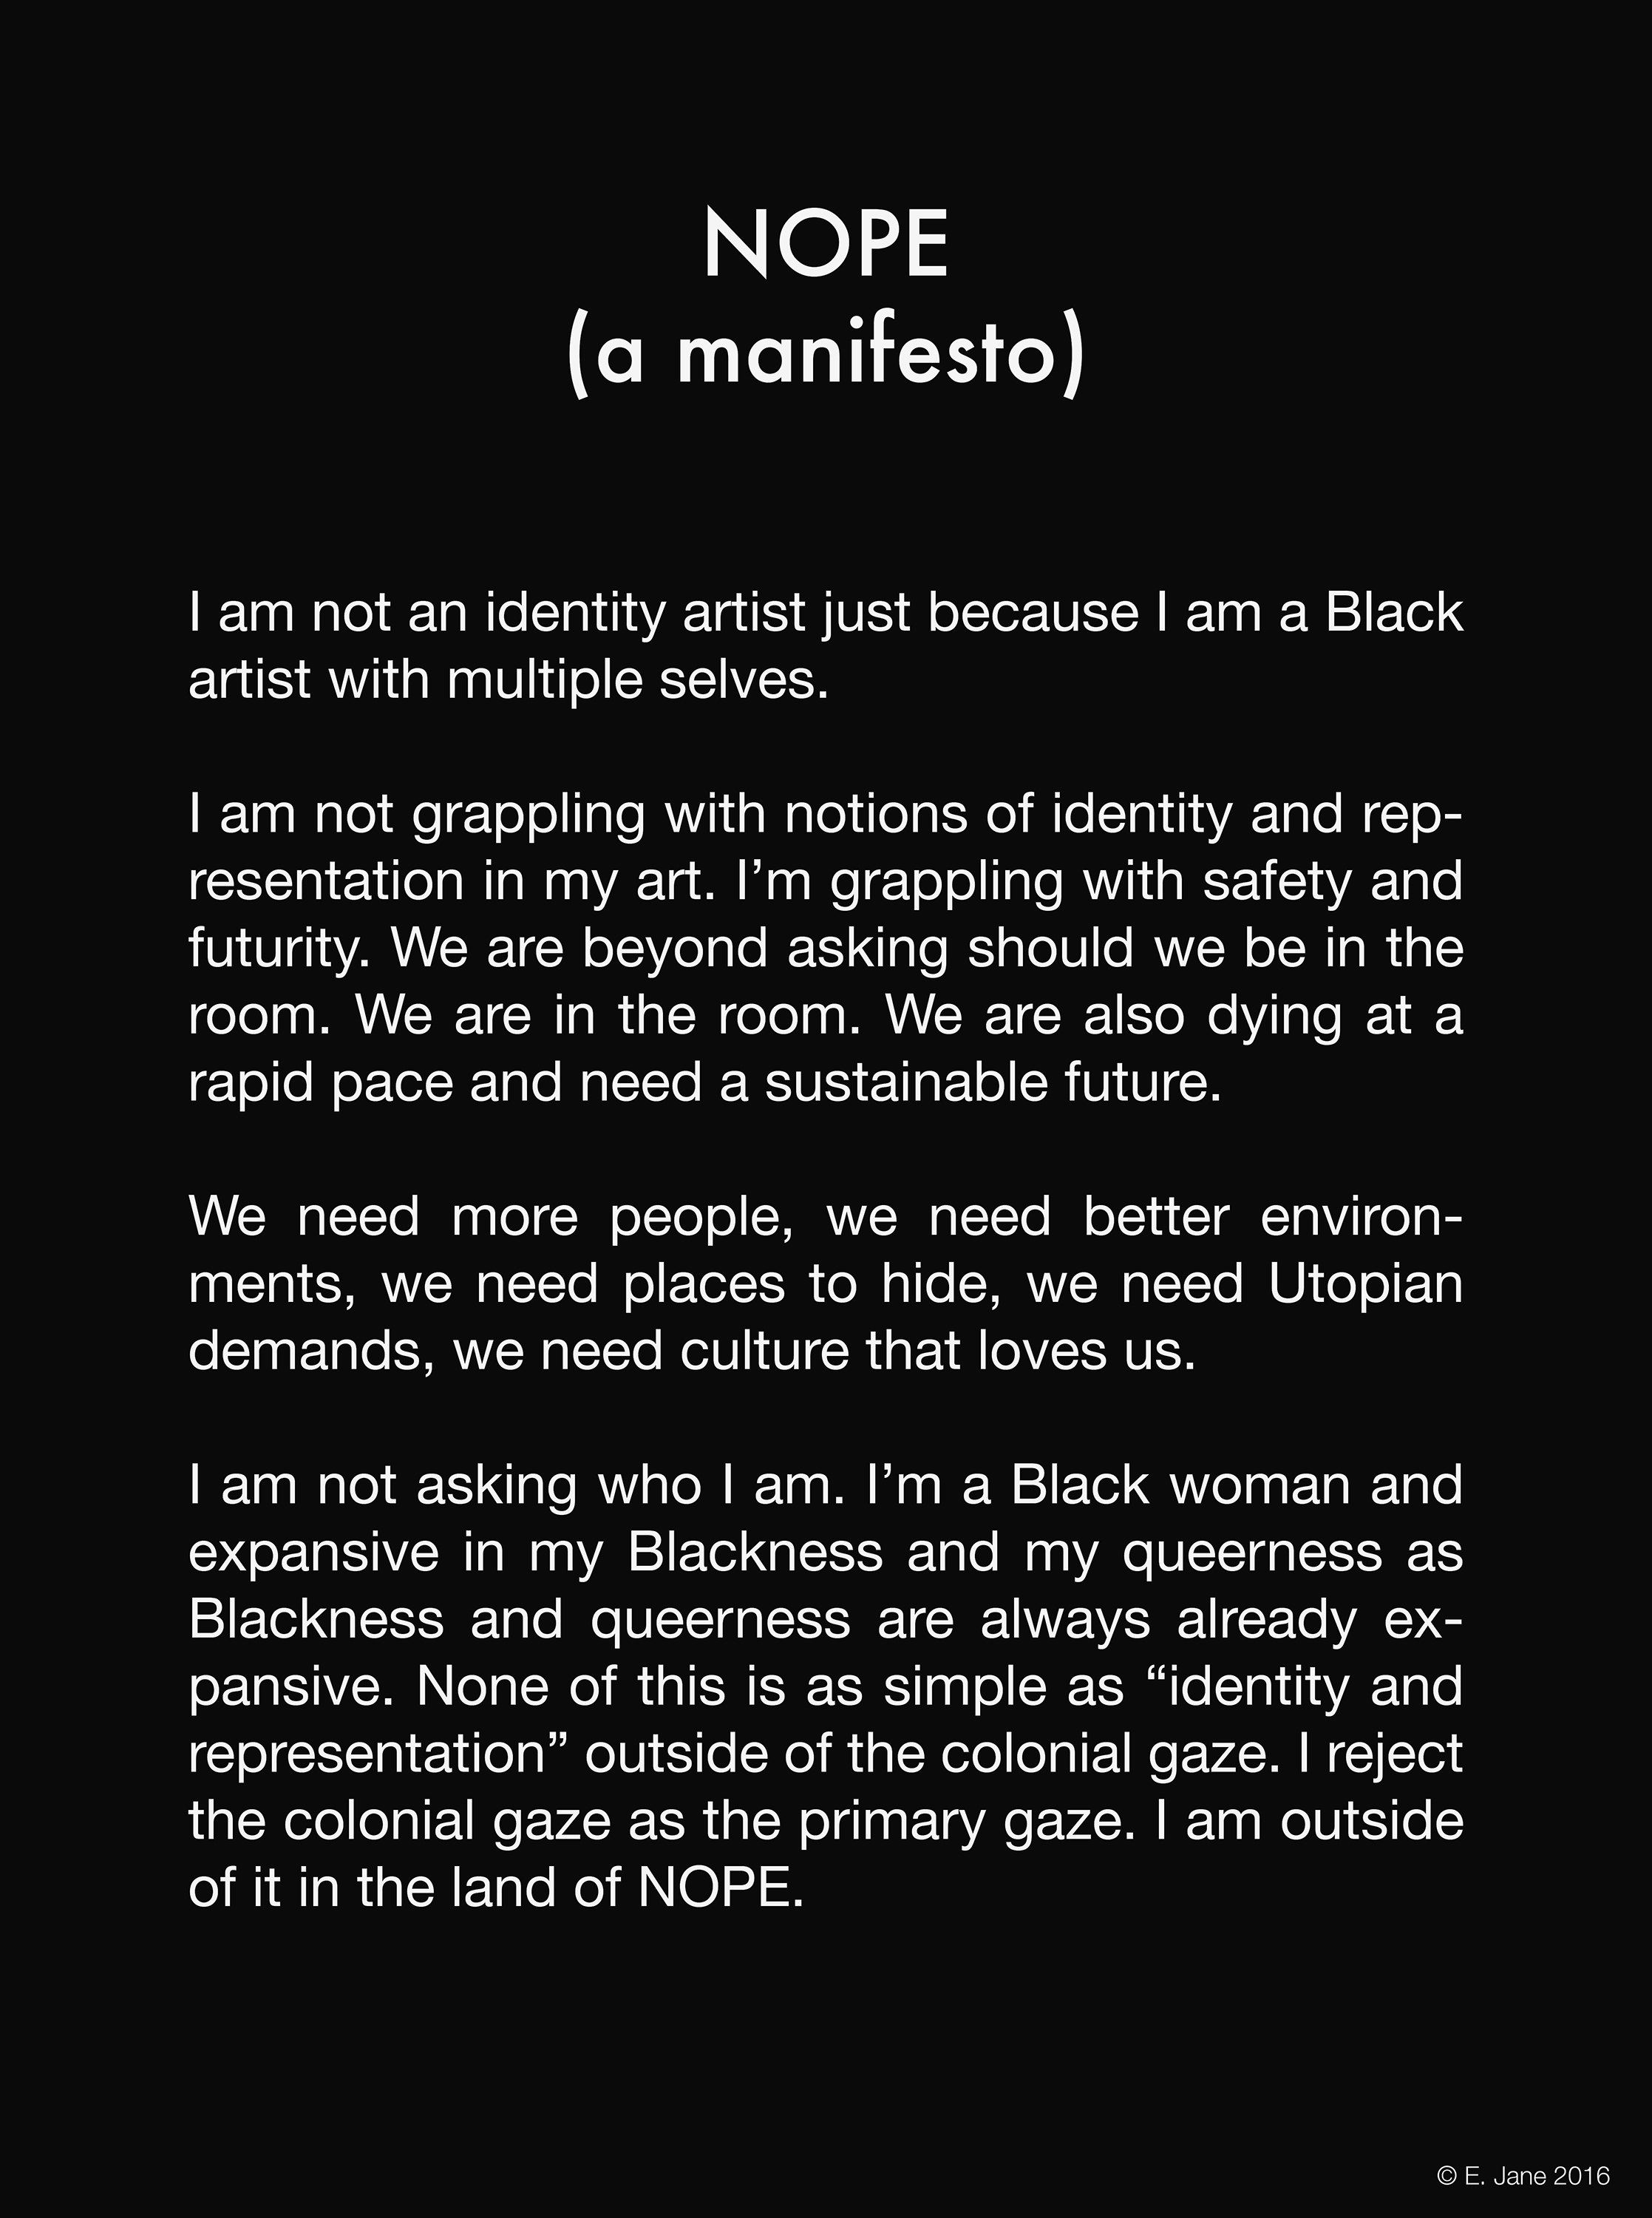 NOPE
(a manifesto)
I am not an identity artist just because I am a Black
artist with multiple selves.
I am not grappling with notions of identity and rep-
resentation in my art. I’m grappling with safety and
futurity. We are beyond asking should we be in the
room. We are in the room. We are also dying at a
rapid pace and need a sustainable future.
We need more people, we need better environ-
ments, we need places to hide, we need Utopian
demands, we need culture that loves us.
I am not asking who I am. I’m a Black woman and
expansive in my Blackness and my queerness as
Blackness and queerness are always already ex-
pansive. None of this is as simple as “identity and
representation” outside of the colonial gaze. I reject
the colonial gaze as the primary gaze. I am outside
of it in the land of NOPE.
© E. Jane 2016